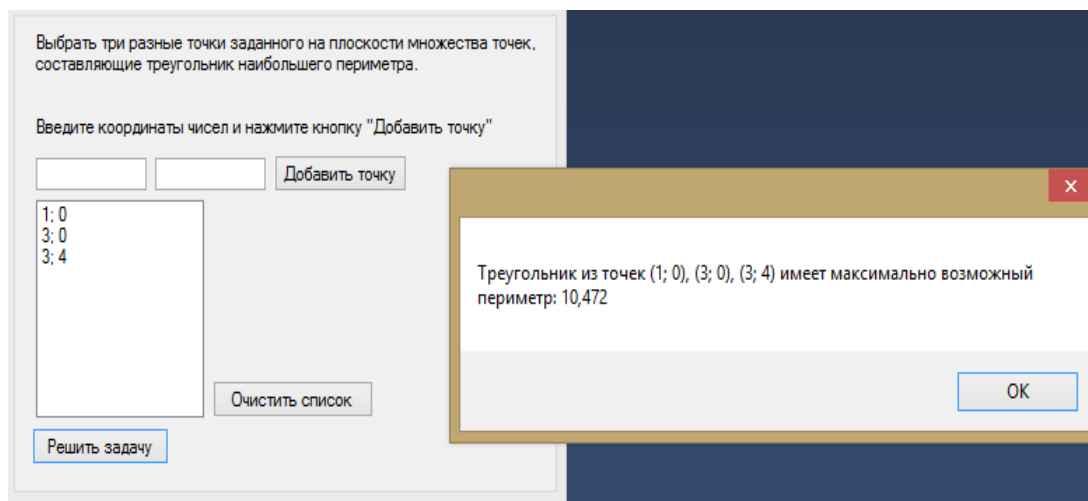 Выбрать три разные точки заданного на плоскости множества точек,
составляющие треугольник наибольшего периметра.
Введите координаты чисел и нажмите кнопку "Добавить точку"
Добавить точку
1; 0
3; 0
3; 4
Очистить список
Решить задачу
Треугольник из точек (1; 0), (3; 0), (3; 4) имеет максимально возможный
периметр: 10,472
OK